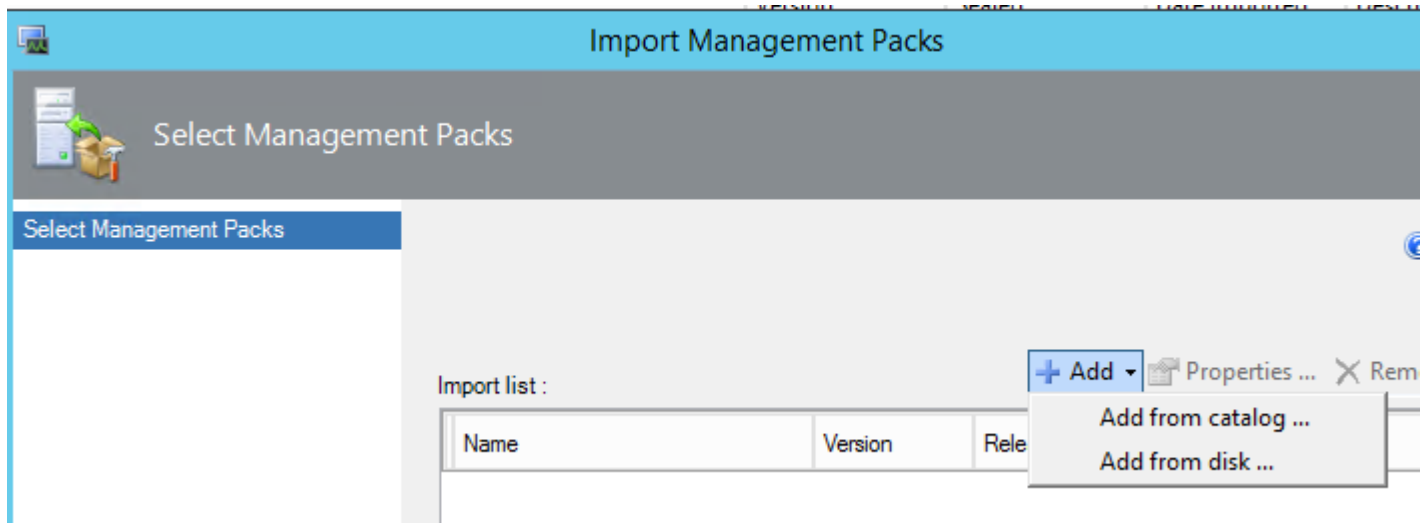 Import Management Packs
Select Management Packs
Select Management Packs
Add
Properties ...
Import list :
Add from catalog ...
Name
Version
Add from disk ...